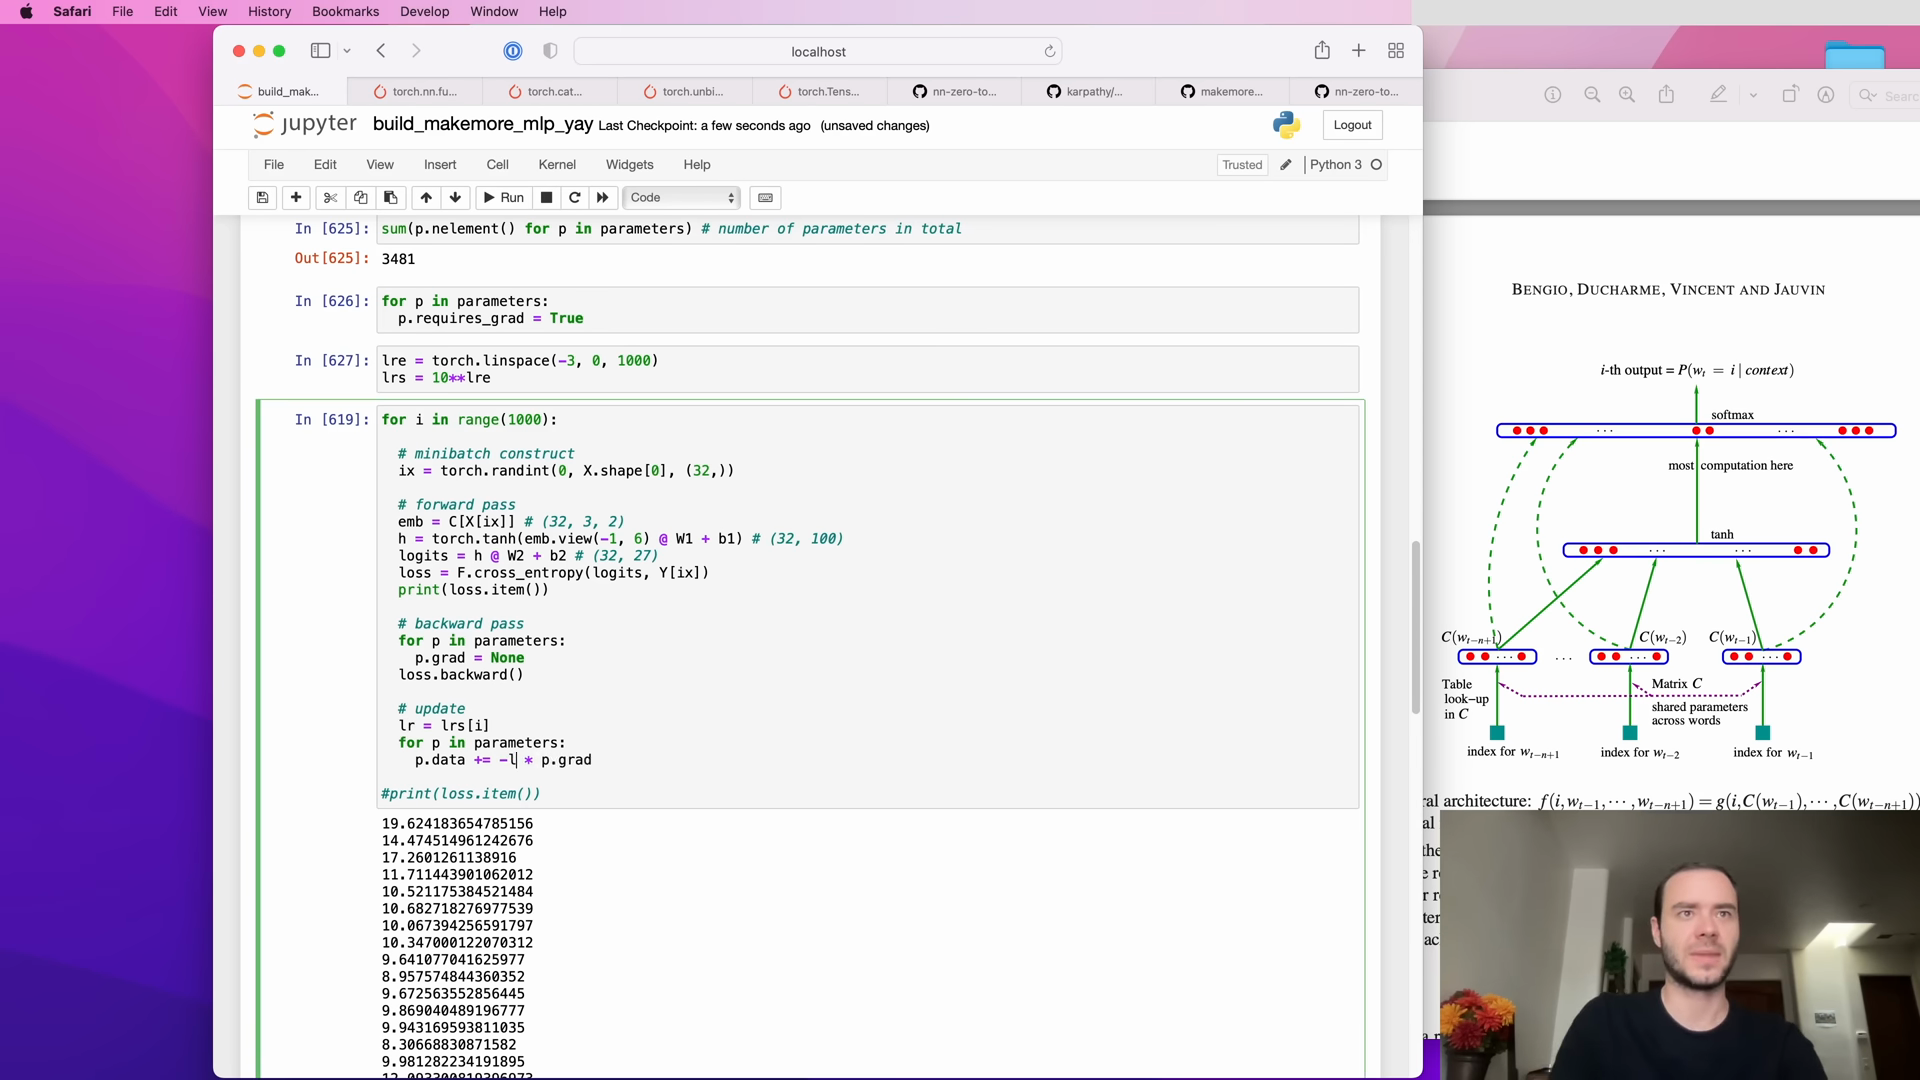 Safari File Edit View History Bookmarks Develop Window Help
localhost
build_mak... torch.nn.fu... torch.cat... torch.unbi... torch.Tens... nn-zero-to... karpathy/... makemore... nn-zero-to...
jupyter build_makemore_mlp_yay Last Checkpoint: a few seconds ago (unsaved changes) Logout
File Edit View Insert Cell Kernel Widgets Help Trusted Python 3
Run Code
In [625]: sum(p.nelement() for p in parameters) # number of parameters in total
Out[625]: 3481
In [626]: for p in parameters:
p.requires_grad = True
In [627]: lre = torch.linspace(-3, 0, 1000)
lrs = 10**lre
In [619]: for i in range(1000):
# minibatch construct
ix = torch.randint(0, X.shape[0], (32,))
# forward pass
emb = C[X[ix]] # (32, 3, 2)
h = torch.tanh(emb.view(-1, 6) @ W1 + b1) # (32, 100)
logits = h @ W2 + b2 # (32, 27)
loss = F.cross_entropy(logits, Y[ix])
print(loss.item())
# backward pass
for p in parameters:
p.grad = None
loss.backward()
# update
lr = lrs[i]
for p in parameters:
p.data += -l * p.grad
#print(loss.item())
19.624183654785156
14.474514961242676
17.2601261138916
11.711443901062012
10.521175384521484
10.682718276977539
10.067394256591797
10.347000122070312
9.641077041625977
8.957574844360352
9.672563552856445
9.869040489196777
9.943169593811035
8.30668830871582
9.981282234191895
Searc
BENGIO, DUCHARME, VINCENT AND JAUVIN
i-th output = P(w_t = i | context)
softmax
...
...
most computation here
tanh
...
...
C(w_{t−n+1}) C(w_{t−2}) C(w_{t−1})
... ... ... ...
Table look−up in C
Matrix C
shared parameters across words
index for w_{t−n+1} index for w_{t−2} index for w_{t−1}
ral architecture: f(i,w_{t−1},⋯,w_{t−n+1}) = g(i,C(w_{t−1}),⋯,C(w_{t−n+1}))
al
the
e r
r r
ter
ac